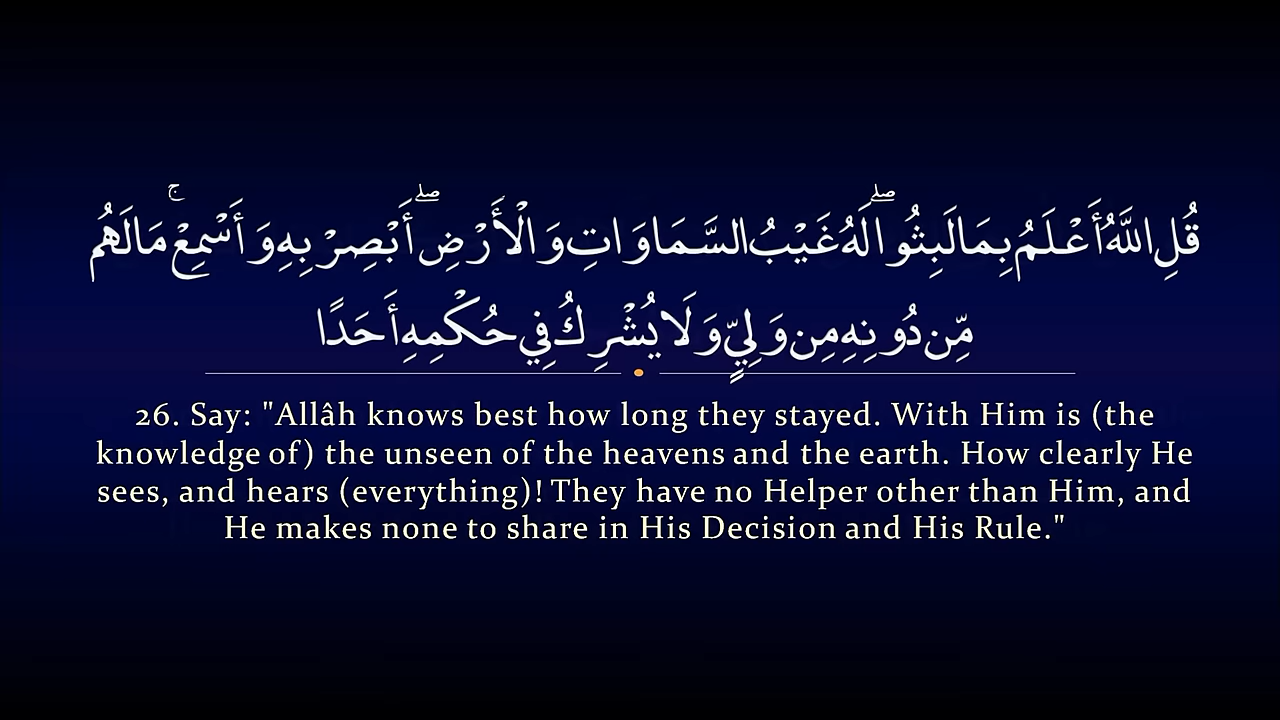 قُلِ اللَّهُ أَعْلَمُ بِمَا لَبِثُوا ۖ لَهُ غَيْبُ السَّمَاوَاتِ وَالْأَرْضِ ۖ أَبْصِرْ بِهِ وَأَسْمِعْ ۚ مَا لَهُم
مِّن دُونِهِ مِن وَلِيٍّ وَلَا يُشْرِكُ فِي حُكْمِهِ أَحَدًا
26. Say: "Allâh knows best how long they stayed. With Him is (the
knowledge of) the unseen of the heavens and the earth. How clearly He
sees, and hears (everything)! They have no Helper other than Him, and
He makes none to share in His Decision and His Rule."